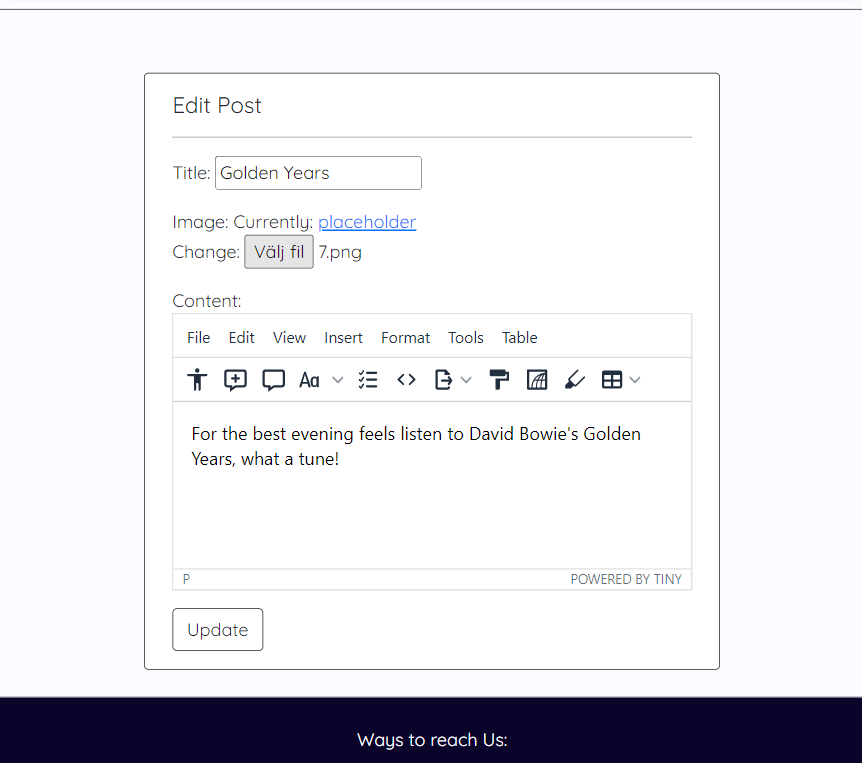 Edit Post
Title: Golden Years
Image: Currently: placeholder
Change: Välj fil 7.png
Content:
File Edit View Insert Format Tools Table
Aa
For the best evening feels listen to David Bowie's Golden
Years, what a tune!
P POWERED BY TINY
Update
Ways to reach Us: